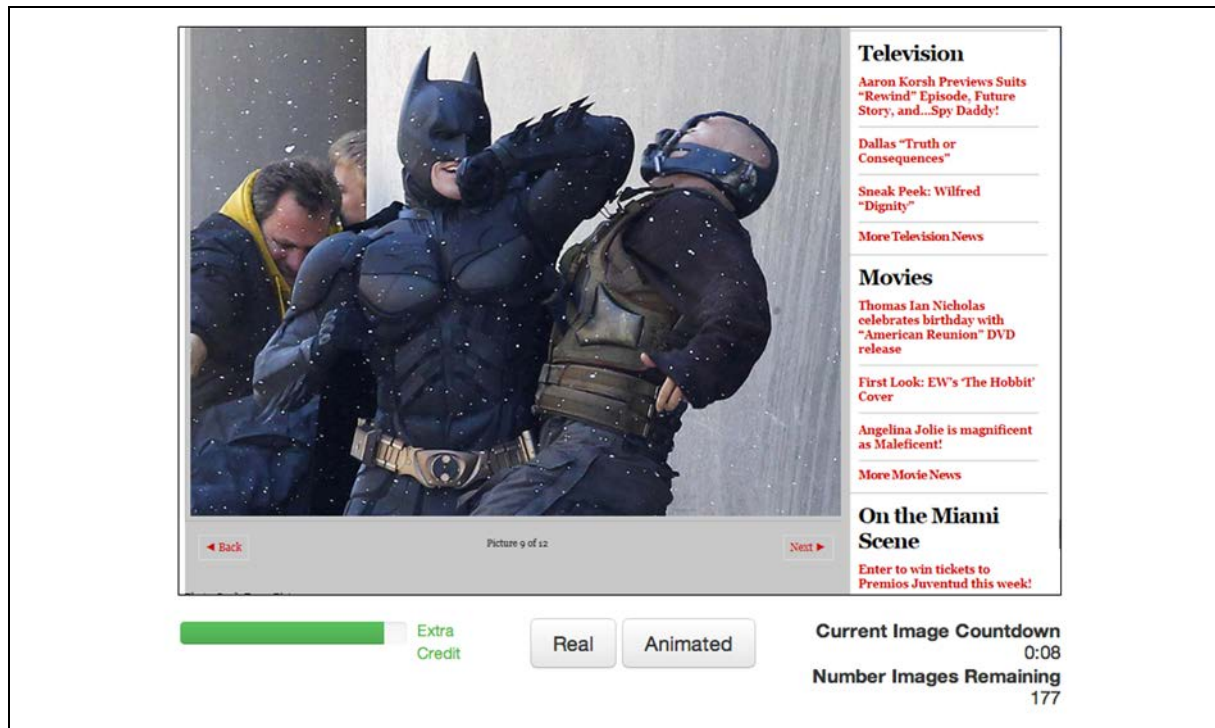 Television
Aaron Korsh Previews Suits
“Rewind” Episode, Future
Story, and...Spy Daddy!
Dallas “Truth or
Consequences”
Sneak Peek: Wilfred
“Dignity”
More Television News
Movies
Thomas Ian Nicholas
celebrates birthday with
“American Reunion” DVD
release
First Look: EW’s ‘The Hobbit’
Cover
Angelina Jolie is magnificent
as Maleficent!
More Movie News
On the Miami
Scene
Enter to win tickets to
Premios Juventud this week!
◄ Back
Picture 9 of 12
Next ►
Extra
Credit
Real
Animated
Current Image Countdown
0:08
Number Images Remaining
177